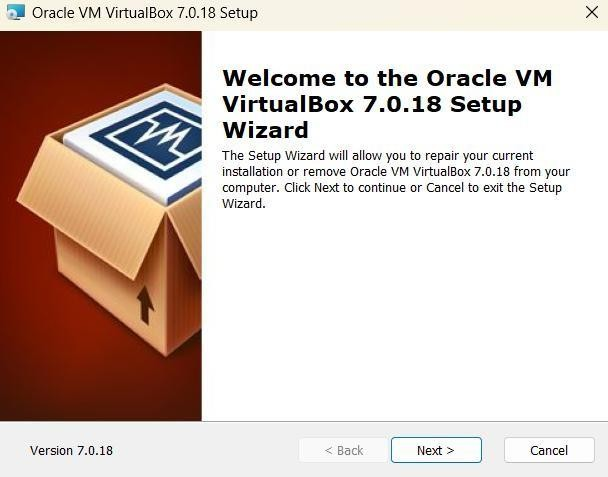 Oracle VM VirtualBox 7.0.18 Setup
Welcome to the Oracle VM
VirtualBox 7.0.18 Setup
Wizard
The Setup Wizard will allow you to repair your current
installation or remove Oracle VM VirtualBox 7.0.18 from your
computer. Click Next to continue or Cancel to exit the Setup
Wizard.
Version 7.0.18
< Back
Next >
Cancel